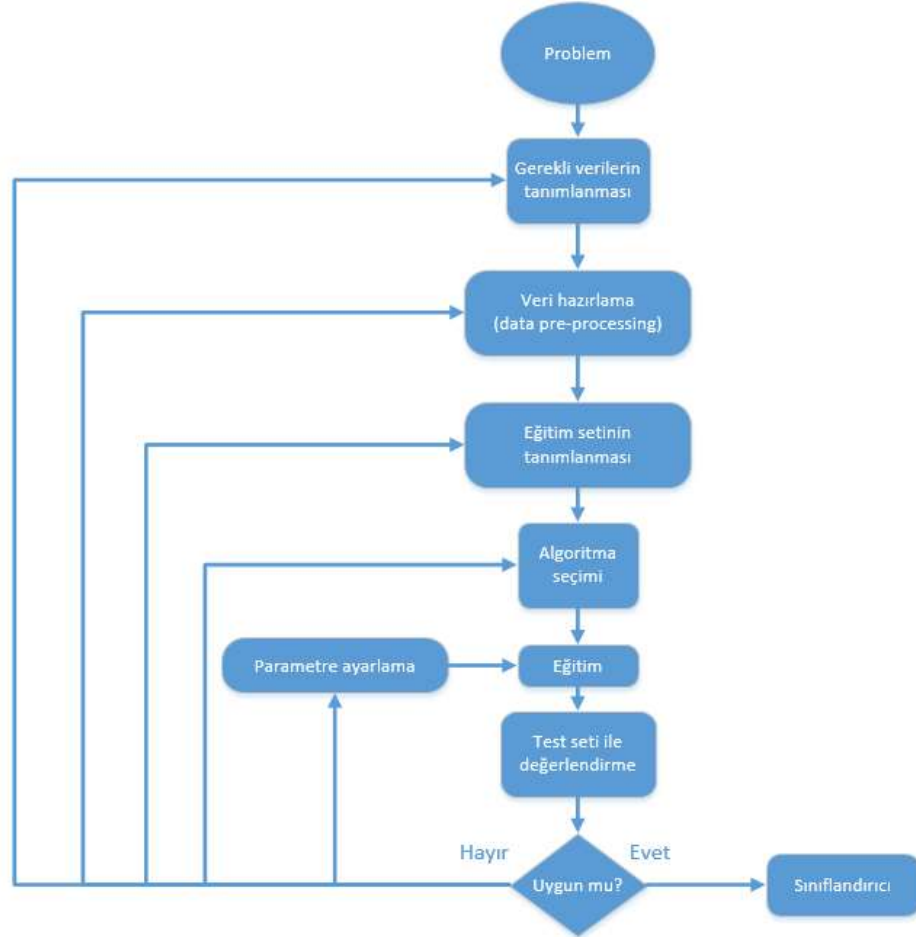 Problem
Gerekli verilerin
tanımlanması
Veri hazırlama
(data pre-processing)
Eğitim setinin
tanımlanması
Algoritma
seçimi
Parametre ayarlama
Eğitim
Test seti ile
değerlendirme
Hayır
Evet
Uygun mu?
Sınıflandırıcı